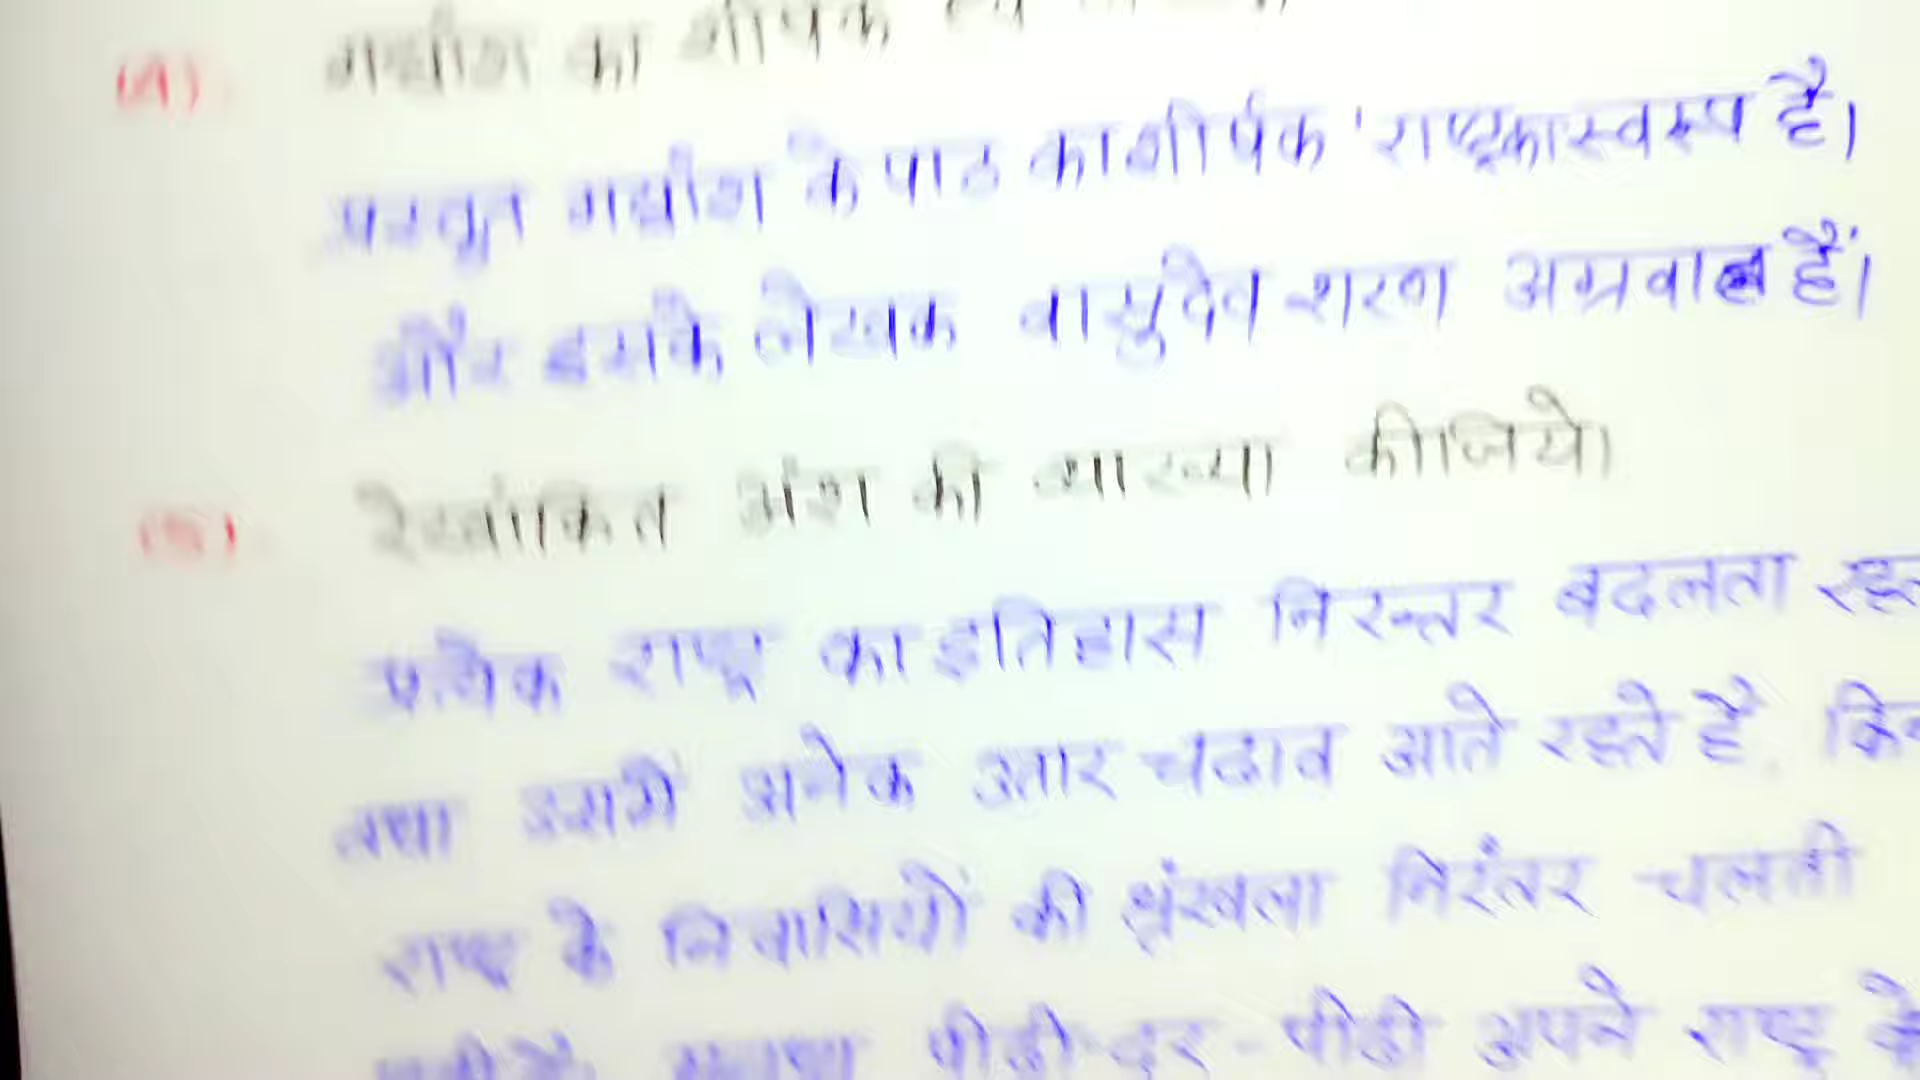 (A) गद्यांश का शीर्षक
प्रस्तुत गद्यांश के पाठ का शीर्षक 'राष्ट्र का स्वरूप है।
और इसके लेखक वासुदेव शरण अग्रवाल हैं।
(B) रेखांकित अंश की व्याख्या कीजिये।
प्रत्येक राष्ट्र का इतिहास निरन्तर बदलता
तथा उसमें अनेक उतार चढाव आते रहते है,
राष्ट्र के निवासियों की श्रंखला निरंतर चलती
पीढी-दर-पीढी अपने राष्ट्र के